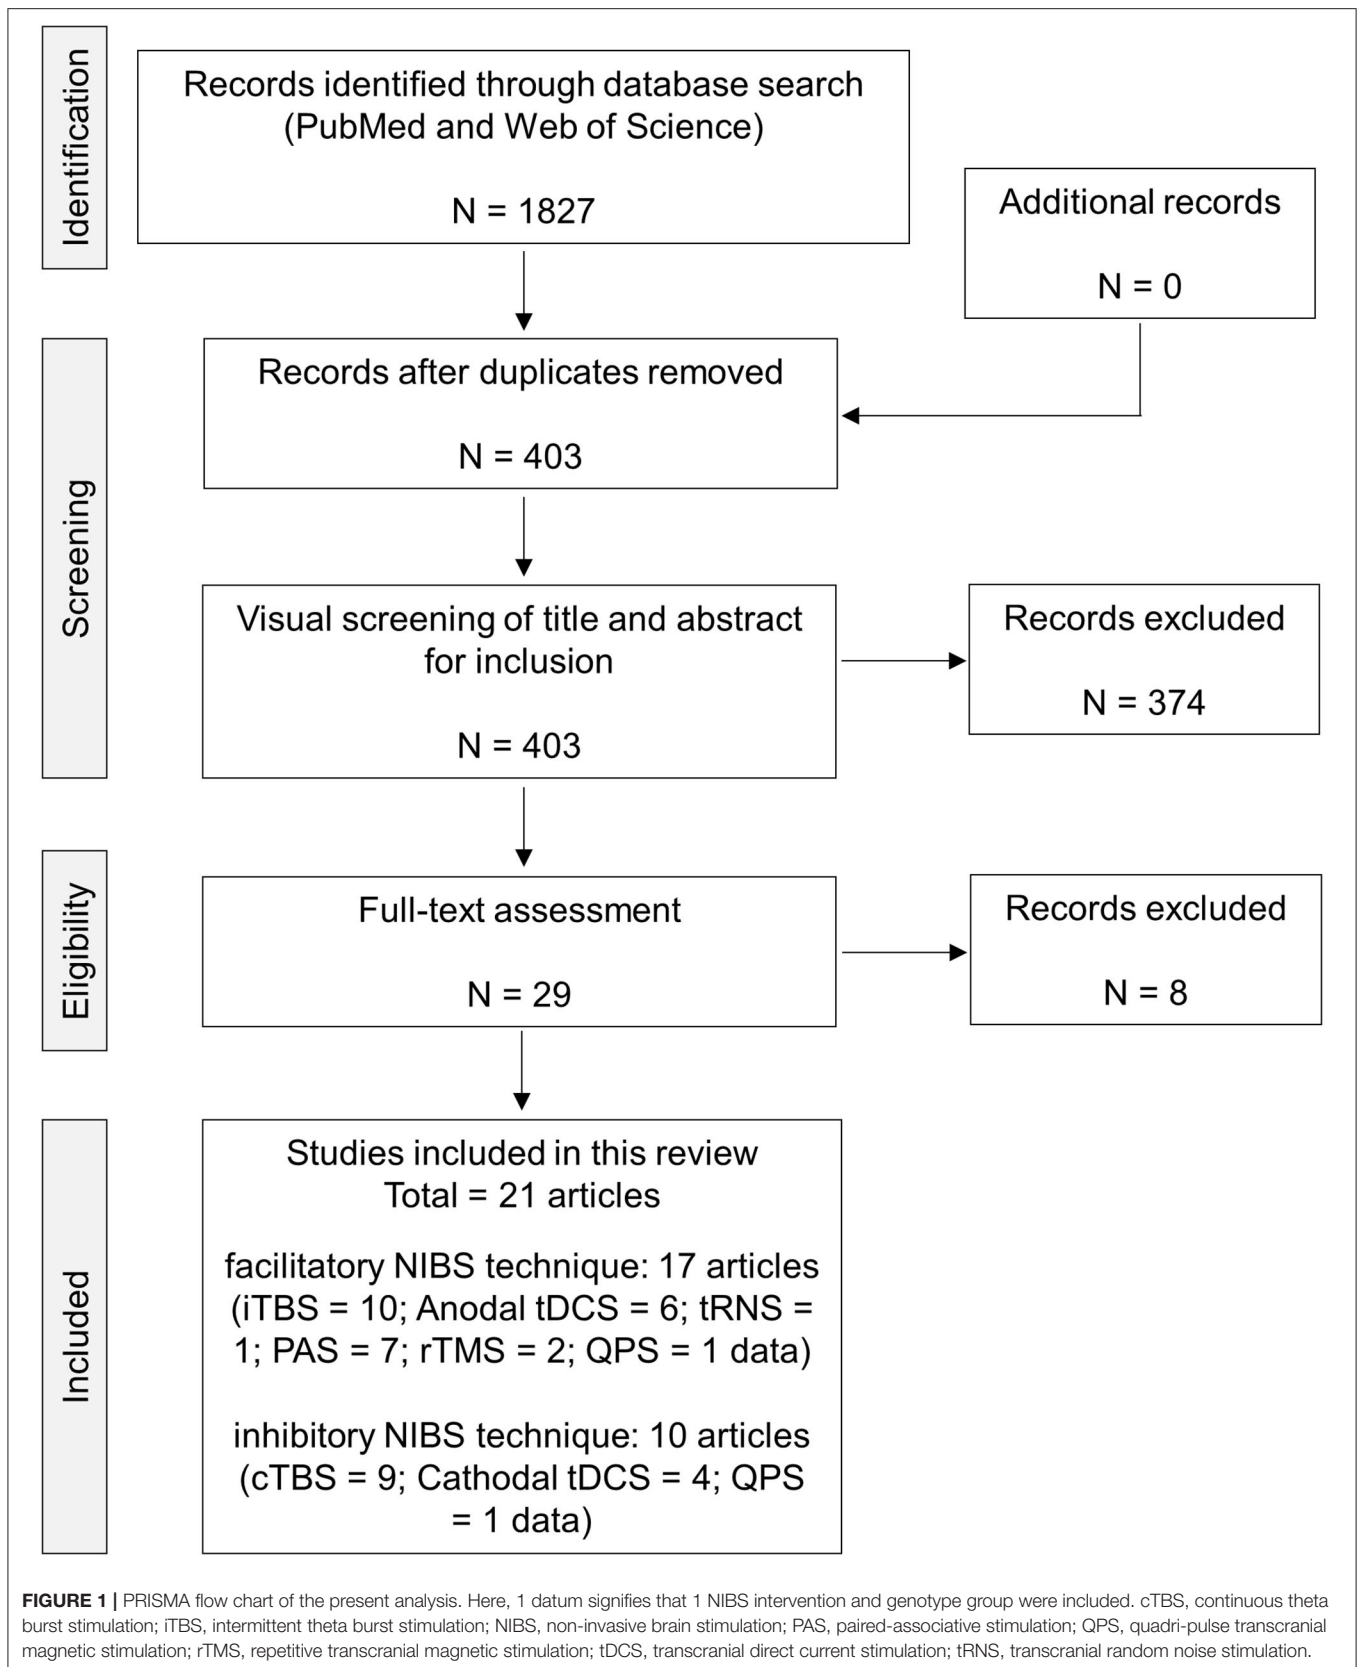 Identification
Records identified through database search
(PubMed and Web of Science)
N = 1827
Additional records
N = 0
Screening
Records after duplicates removed
N = 403
Visual screening of title and abstract
for inclusion
N = 403
Records excluded
N = 374
Eligibility
Full-text assessment
N = 29
Records excluded
N = 8
Included
Studies included in this review
Total = 21 articles
facilitatory NIBS technique: 17 articles
(iTBS = 10; Anodal tDCS = 6; tRNS =
1; PAS = 7; rTMS = 2; QPS = 1 data)
inhibitory NIBS technique: 10 articles
(cTBS = 9; Cathodal tDCS = 4; QPS
= 1 data)
FIGURE 1 | PRISMA flow chart of the present analysis. Here, 1 datum signifies that 1 NIBS intervention and genotype group were included. cTBS, continuous theta
burst stimulation; iTBS, intermittent theta burst stimulation; NIBS, non-invasive brain stimulation; PAS, paired-associative stimulation; QPS, quadri-pulse transcranial
magnetic stimulation; rTMS, repetitive transcranial magnetic stimulation; tDCS, transcranial direct current stimulation; tRNS, transcranial random noise stimulation.